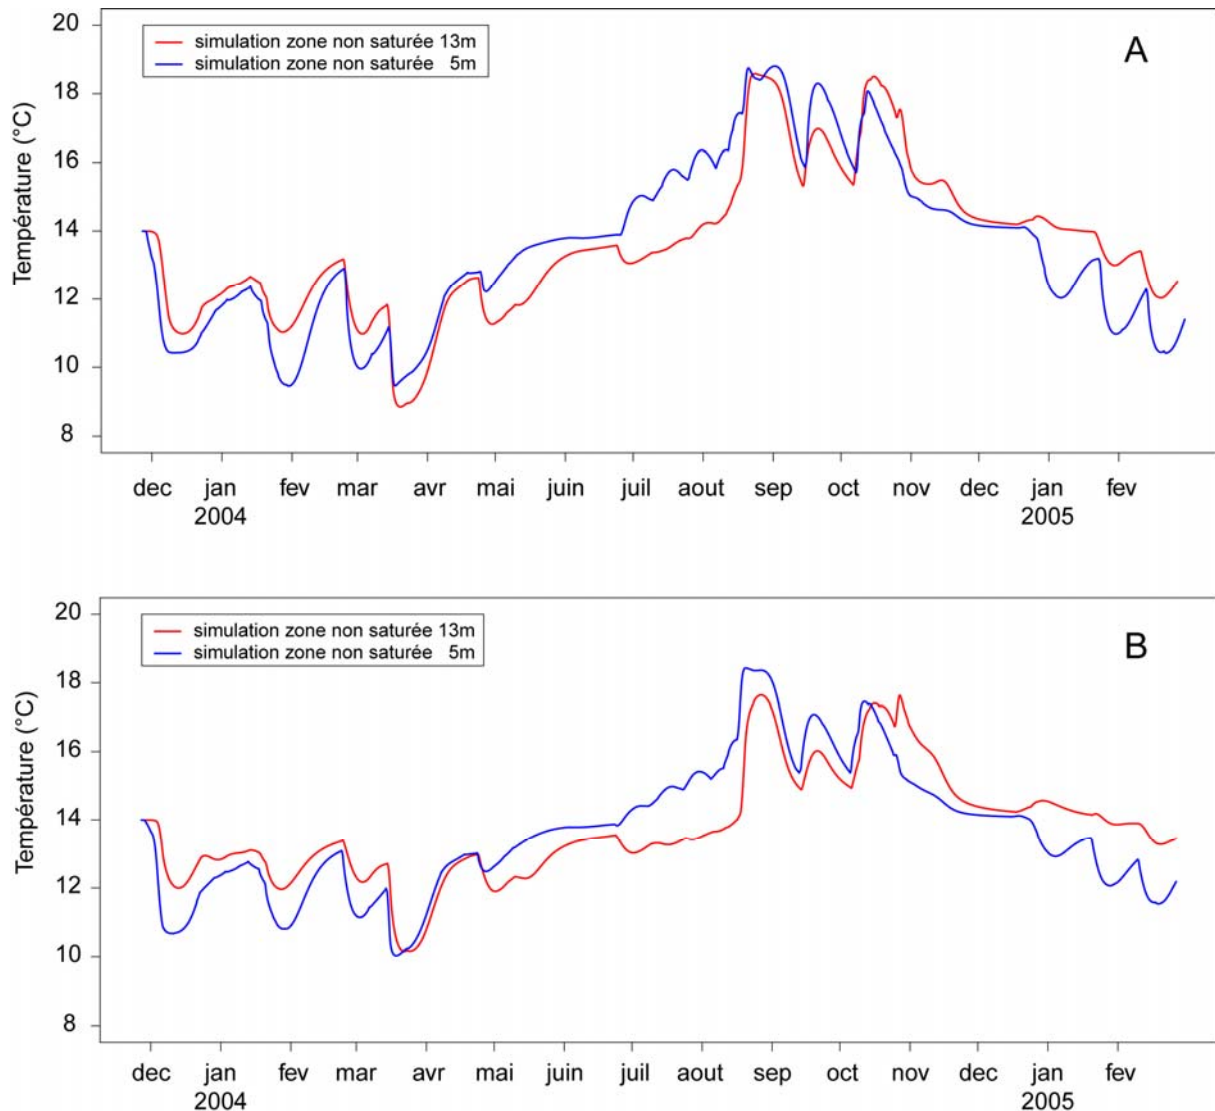 20
18
16
14
12
10
8
Température (°C)
simulation zone non saturée 13m
simulation zone non saturée 5m
A
dec jan fev mar avr mai juin juil aout sep oct nov dec jan fev
2004 2005
20
18
16
14
12
10
8
Température (°C)
simulation zone non saturée 13m
simulation zone non saturée 5m
B
dec jan fev mar avr mai juin juil aout sep oct nov dec jan fev
2004 2005